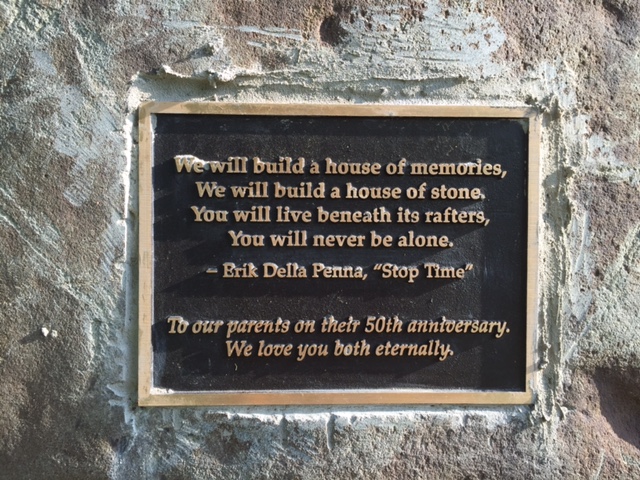 We will build a house of memories,
We will build a house of stone.
You will live beneath its rafters,
You will never be alone.
– Erik Della Penna, “Stop Time”
To our parents on their 50th anniversary.
We love you both eternally.